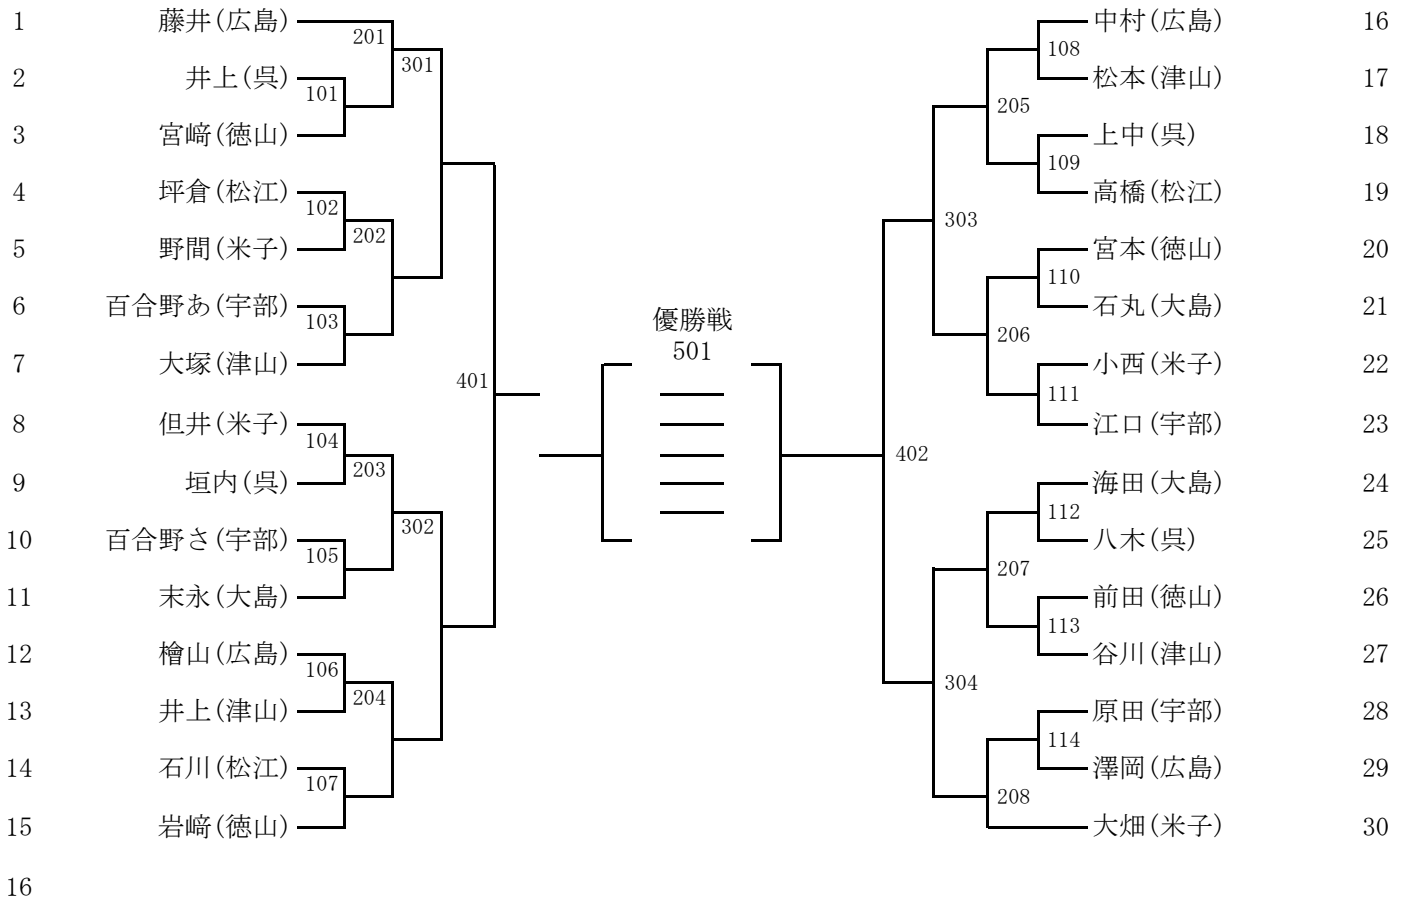 1 藤井(広島)
201
301
2 井上(呉)
101
3 宮﨑(徳山)
4 坪倉(松江)
102
202
5 野間(米子)
6 百合野あ(宇部)
103
7 大塚(津山)
401
8 但井(米子)
104
203
9 垣内(呉)
302
10 百合野さ(宇部)
105
11 末永(大島)
12 檜山(広島)
106
204
13 井上(津山)
14 石川(松江)
107
15 岩﨑(徳山)
16
優勝戦
501
中村(広島) 16
108
松本(津山) 17
205
上中(呉) 18
109
高橋(松江) 19
303
宮本(徳山) 20
110
石丸(大島) 21
206
小西(米子) 22
111
江口(宇部) 23
402
海田(大島) 24
112
八木(呉) 25
207
前田(徳山) 26
113
谷川(津山) 27
304
原田(宇部) 28
114
澤岡(広島) 29
208
大畑(米子) 30